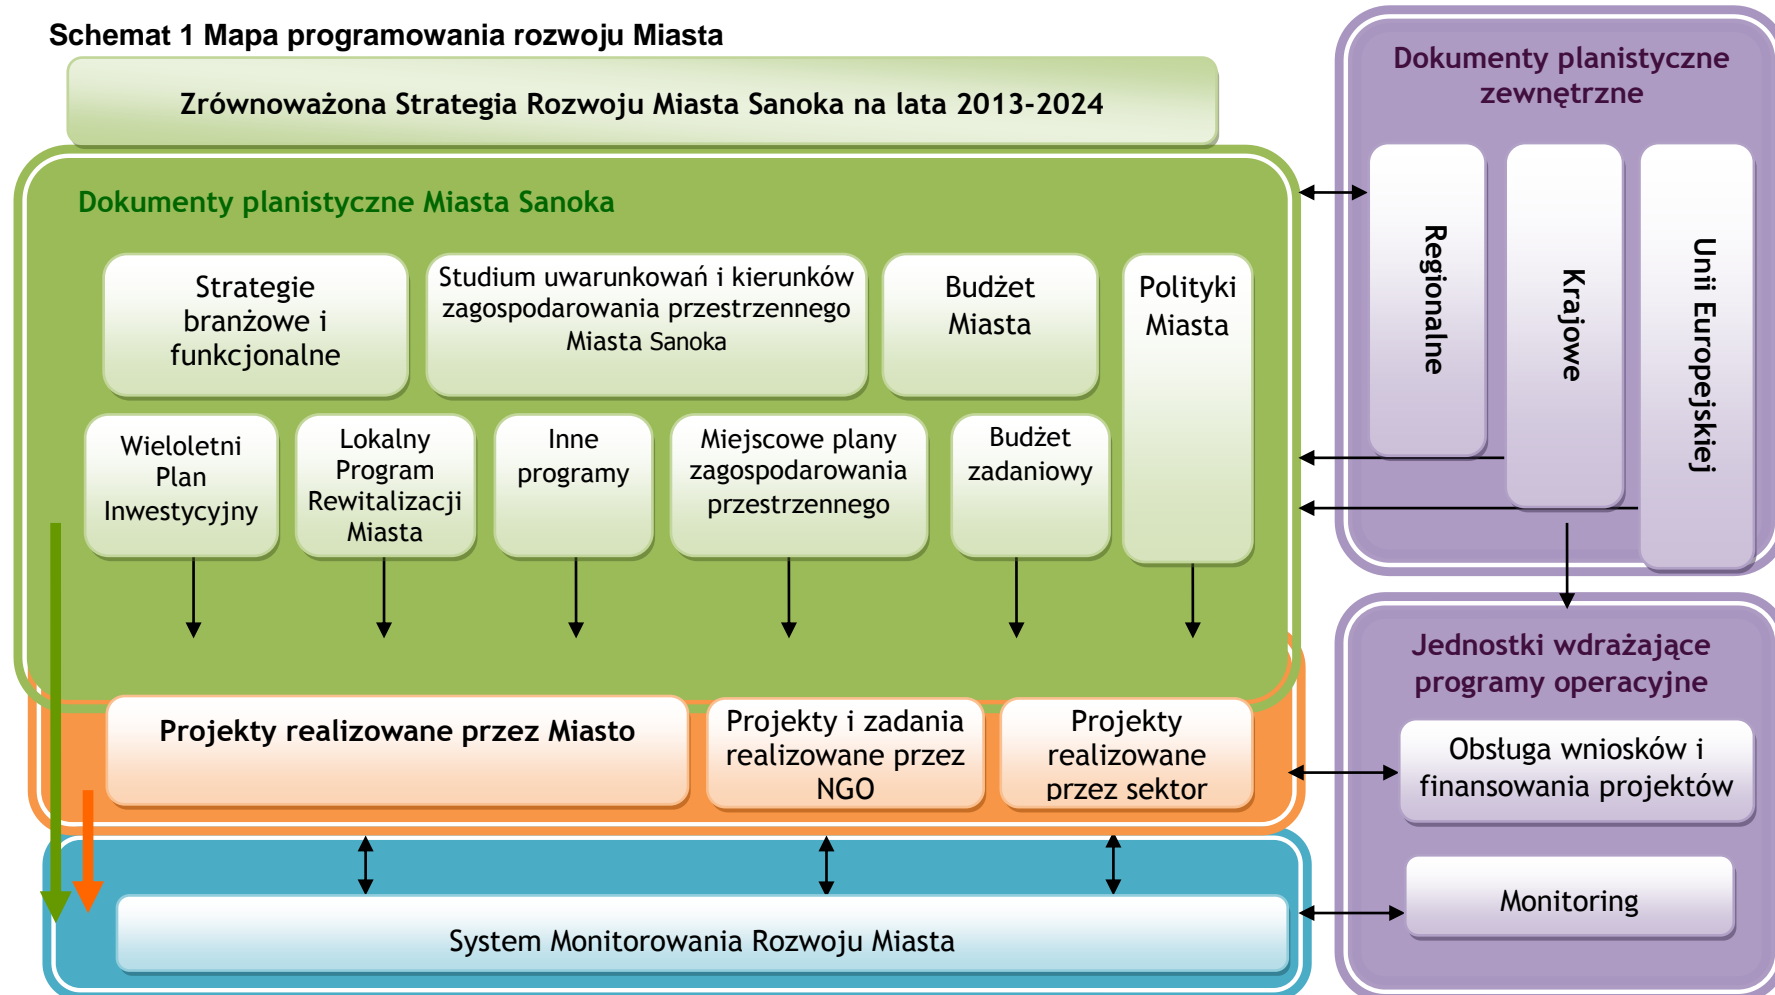 Schemat 1 Mapa programowania rozwoju Miasta
Zrównoważona Strategia Rozwoju Miasta Sanoka na lata 2013-2024
Dokumenty planistyczne Miasta Sanoka
Strategie
branżowe i
funkcjonalne
Studium uwarunkowań i kierunków
zagospodarowania przestrzennego
Miasta Sanoka
Budżet
Miasta
Polityki
Miasta
Wieloletni
Plan
Inwestycyjny
Lokalny
Program
Rewitalizacji
Miasta
Inne
programy
Miejscowe plany
zagospodarowania
przestrzennego
Budżet
zadaniowy
Projekty realizowane przez Miasto
Projekty i zadania
realizowane przez
NGO
Projekty
realizowane
przez sektor
System Monitorowania Rozwoju Miasta
Dokumenty planistyczne
zewnętrzne
Regionalne
Krajowe
Unii Europejskiej
Jednostki wdrażające
programy operacyjne
Obsługa wniosków i
finansowania projektów
Monitoring